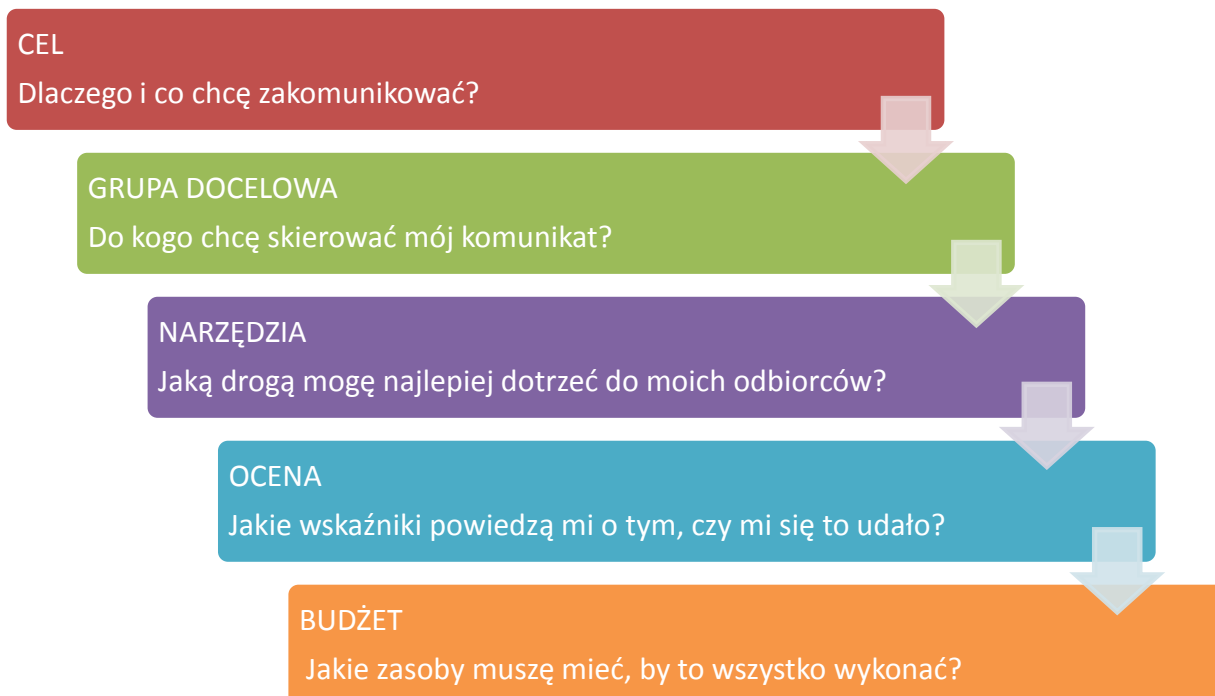 CEL
Dlaczego i co chcę zakomunikować?
GRUPA DOCELOWA
Do kogo chcę skierować mój komunikat?
NARZĘDZIA
Jaką drogą mogę najlepiej dotrzeć do moich odbiorców?
OCENA
Jakie wskaźniki powiedzą mi o tym, czy mi się to udało?
BUDŻET
Jakie zasoby muszę mieć, by to wszystko wykonać?